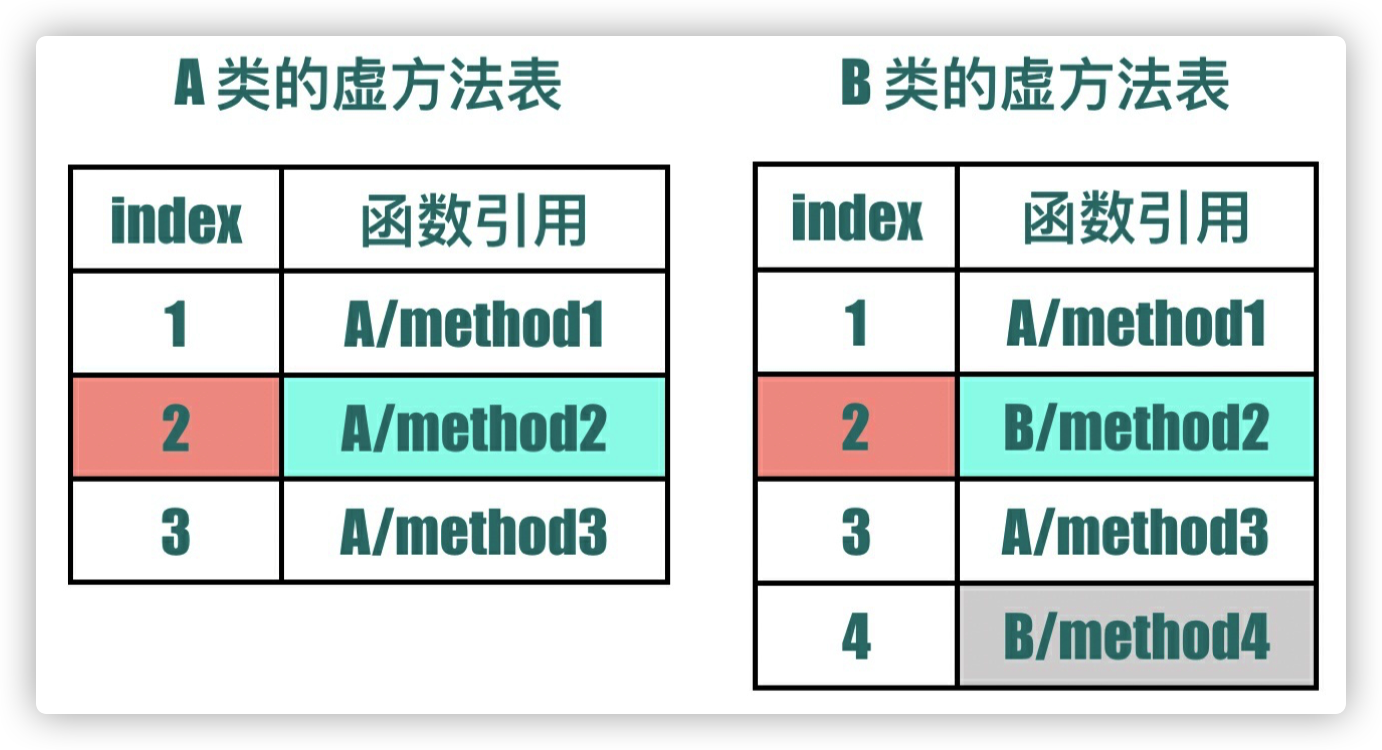 A 类的虚方法表
index 函数引用
1 A/method1
2 A/method2
3 A/method3
B 类的虚方法表
index 函数引用
1 A/method1
2 B/method2
3 A/method3
4 B/method4